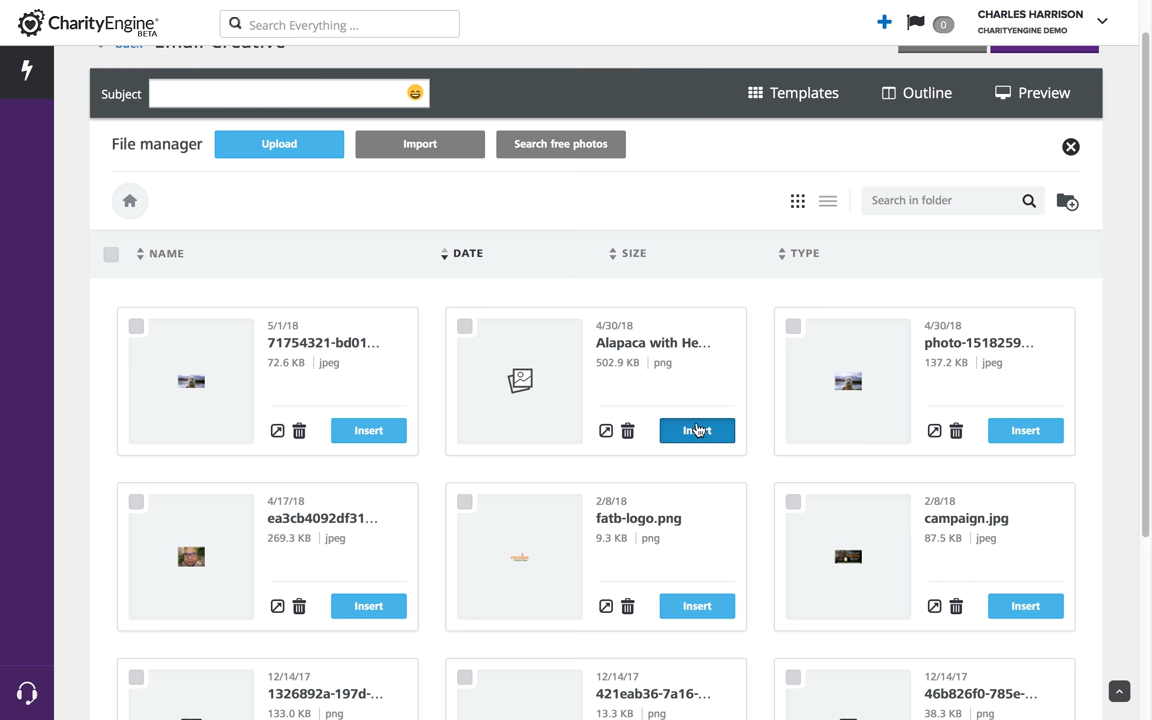 CharityEngine
BETA
Search Everything ...
0
CHARLES HARRISON
CHARITYENGINE DEMO
Subject
Templates
Outline
Preview
File manager
Upload
Import
Search free photos
Search in folder
NAME
DATE
SIZE
TYPE
5/1/18
71754321-bd01...
72.6 KB | jpeg
Insert
4/30/18
Alapaca with He...
502.9 KB | png
4/30/18
photo-1518259...
137.2 KB | jpeg
Insert
4/17/18
ea3cb4092df31...
269.3 KB | jpeg
Insert
2/8/18
fatb-logo.png
9.3 KB | png
Insert
2/8/18
campaign.jpg
87.5 KB | jpeg
Insert
12/14/17
1326892a-197d-...
133.0 KB | png
12/14/17
421eab36-7a16-...
13.3 KB | png
12/14/17
46b826f0-785e-...
38.3 KB | png